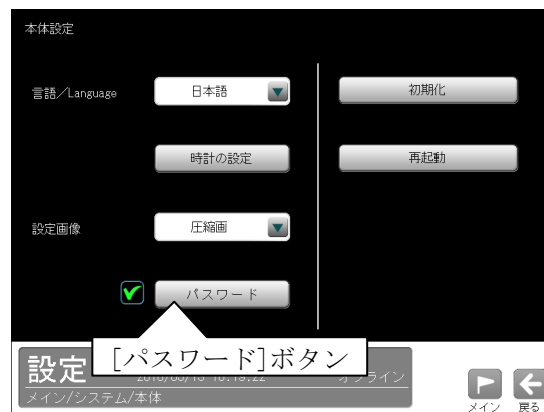 本体設定
言語／Language
日本語
初期化
時計の設定
再起動
設定画像
圧縮画
パスワード
[パスワード]ボタン
設定
オフライン
メイン/システム/本体
メイン
戻る